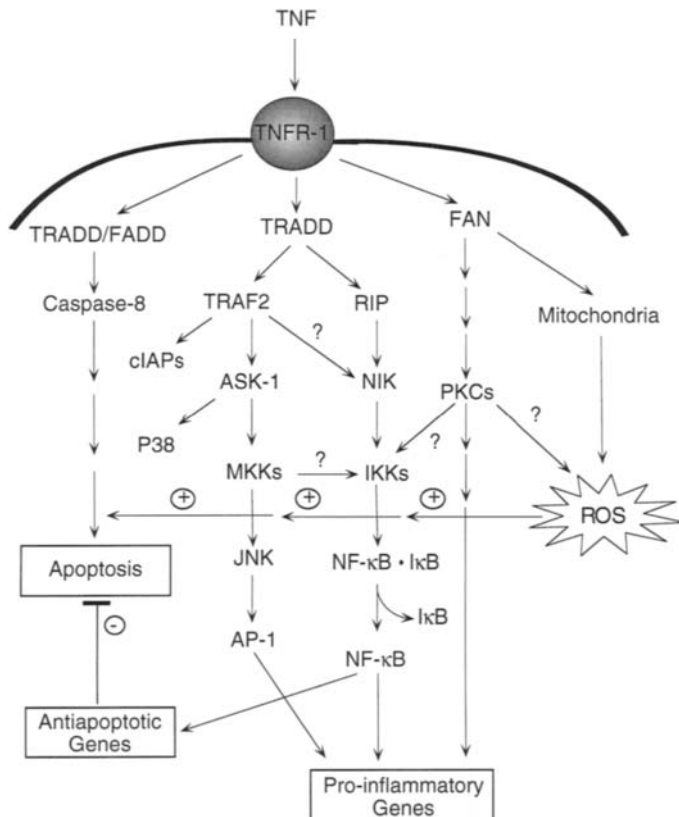 TNF
TNFR-1
TRADD/FADD
TRADD
FAN
Caspase-8
TRAF2
RIP
Mitochondria
?
cIAPs
ASK-1
NIK
PKCs
?
?
P38
MKKs
?
IKKs
+
+
+
ROS
Apoptosis
JNK
NF-κB · IκB
-
IκB
AP-1
NF-κB
Antiapoptotic
Genes
Pro-inflammatory
Genes